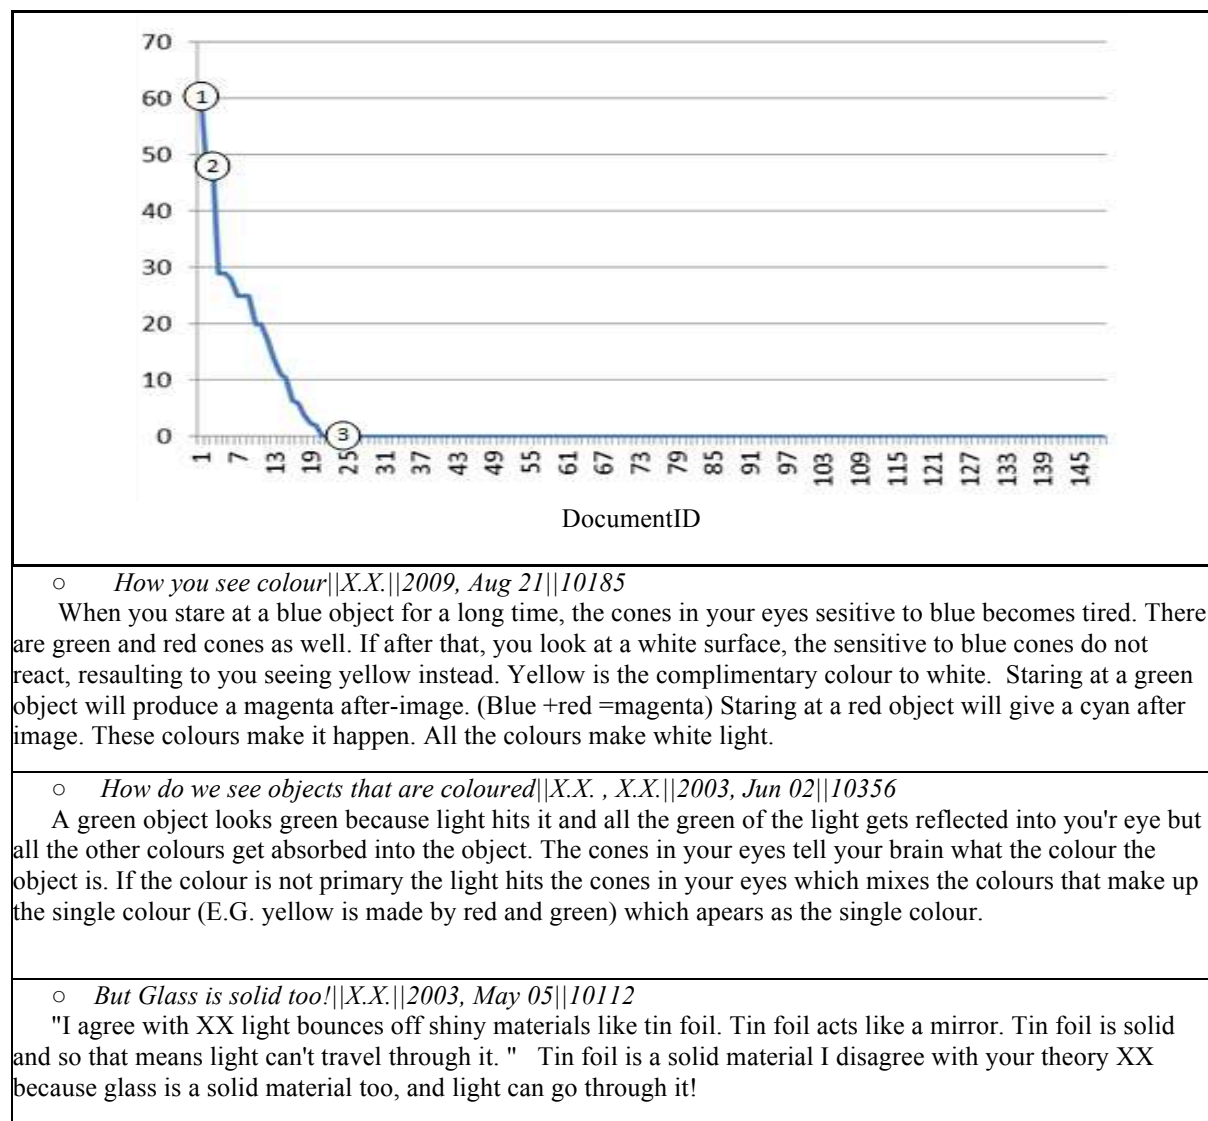 70
60
50
40
30
20
10
0
1
2
3
1 7 13 19 25 31 37 43 49 55 61 67 73 79 85 91 97 103 109 115 121 127 133 139 145
DocumentID
○ How you see colour||X.X.||2009, Aug 21||10185
When you stare at a blue object for a long time, the cones in your eyes sesitive to blue becomes tired. There
are green and red cones as well. If after that, you look at a white surface, the sensitive to blue cones do not
react, resaulting to you seeing yellow instead. Yellow is the complimentary colour to white. Staring at a green
object will produce a magenta after-image. (Blue +red =magenta) Staring at a red object will give a cyan after
image. These colours make it happen. All the colours make white light.
○ How do we see objects that are coloured||X.X. , X.X.||2003, Jun 02||10356
A green object looks green because light hits it and all the green of the light gets reflected into you'r eye but
all the other colours get absorbed into the object. The cones in your eyes tell your brain what the colour the
object is. If the colour is not primary the light hits the cones in your eyes which mixes the colours that make up
the single colour (E.G. yellow is made by red and green) which apears as the single colour.
○ But Glass is solid too!||X.X.||2003, May 05||10112
"I agree with XX light bounces off shiny materials like tin foil. Tin foil acts like a mirror. Tin foil is solid
and so that means light can't travel through it. " Tin foil is a solid material I disagree with your theory XX
because glass is a solid material too, and light can go through it!